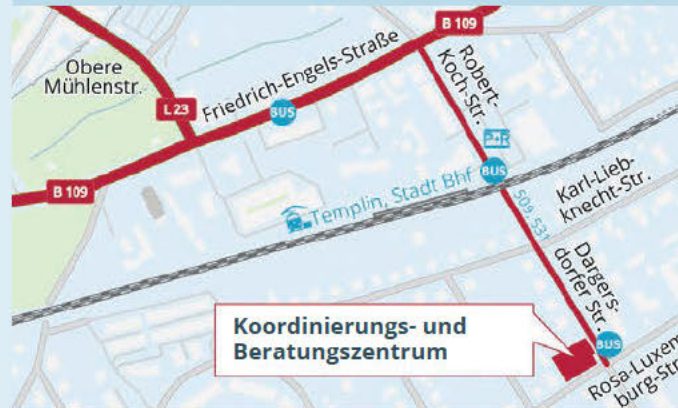 B 109
Obere
Mühlenstr.
Friedrich-Engels-Straße
Robert-
Koch-Str.
L 23
BUS
P+R
B 109
BUS
Karl-Lieb-
knecht-Str.
Templin, Stadt Bhf
509, 531
Dargers-
dorfer Str.
Koordinierungs- und
Beratungszentrum
BUS
Rosa-Luxem
burg-Str